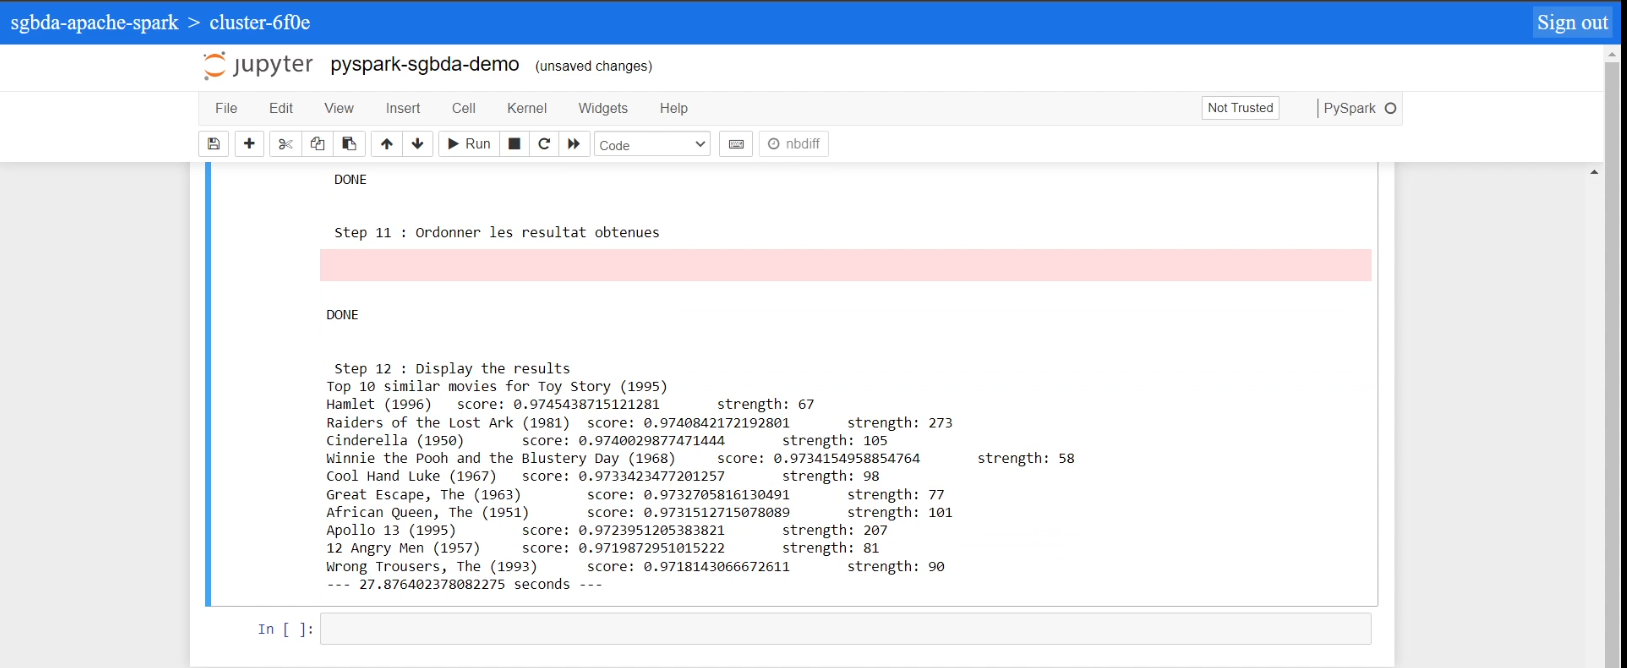 sgbda-apache-spark > cluster-6f0e Sign out
jupyter pyspark-sgbda-demo (unsaved changes)
File Edit View Insert Cell Kernel Widgets Help Not Trusted PySpark
Run Code nbdiff
DONE
Step 11 : Ordonner les resultat obtenues
DONE
Step 12 : Display the results
Top 10 similar movies for Toy Story (1995)
Hamlet (1996) score: 0.9745438715121281 strength: 67
Raiders of the Lost Ark (1981) score: 0.9740842172192801 strength: 273
Cinderella (1950) score: 0.9740029877471444 strength: 105
Winnie the Pooh and the Blustery Day (1968) score: 0.9734154958854764 strength: 58
Cool Hand Luke (1967) score: 0.9733423477201257 strength: 98
Great Escape, The (1963) score: 0.9732705816130491 strength: 77
African Queen, The (1951) score: 0.9731512715078089 strength: 101
Apollo 13 (1995) score: 0.9723951205383821 strength: 207
12 Angry Men (1957) score: 0.9719872951015222 strength: 81
Wrong Trousers, The (1993) score: 0.9718143066672611 strength: 90
--- 27.876402378082275 seconds ---
In [ ]: